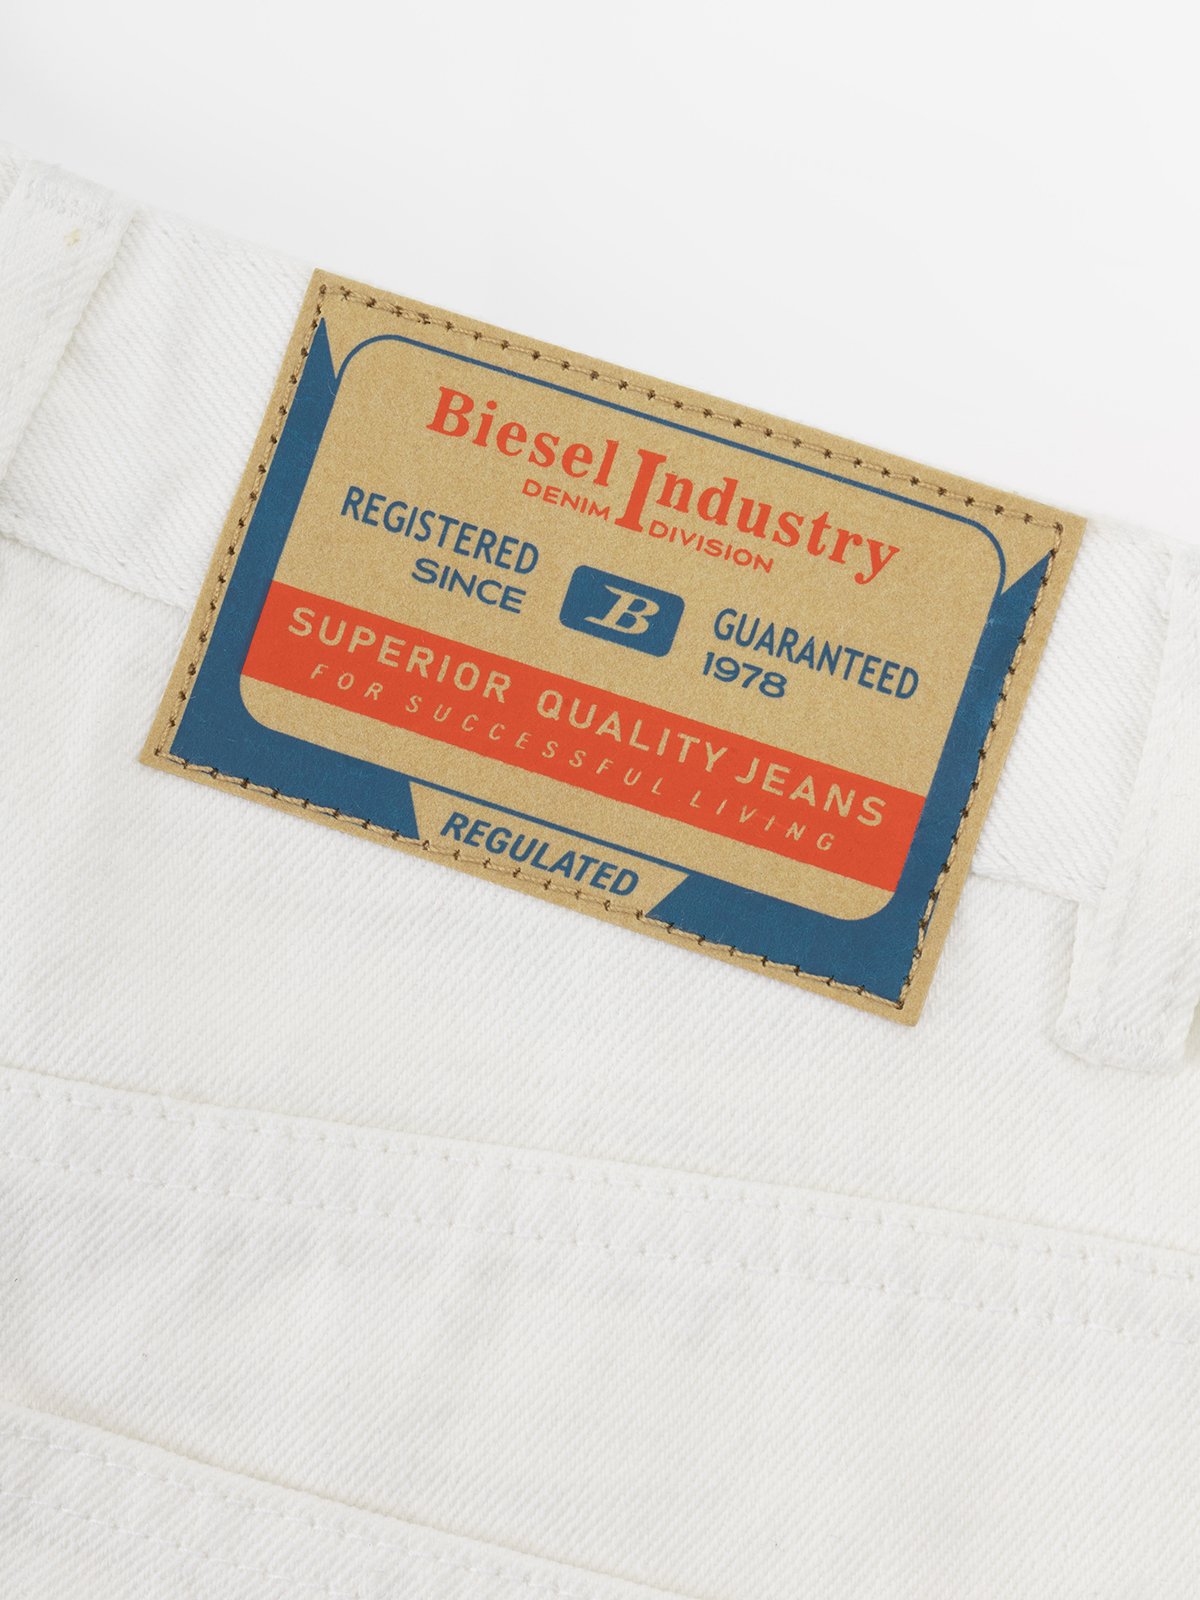 Biesel Industry
DENIM DIVISION
REGISTERED GUARANTEED
SINCE B 1978
SUPERIOR QUALITY JEANS
FOR SUCCESSFUL LIVING
REGULATED